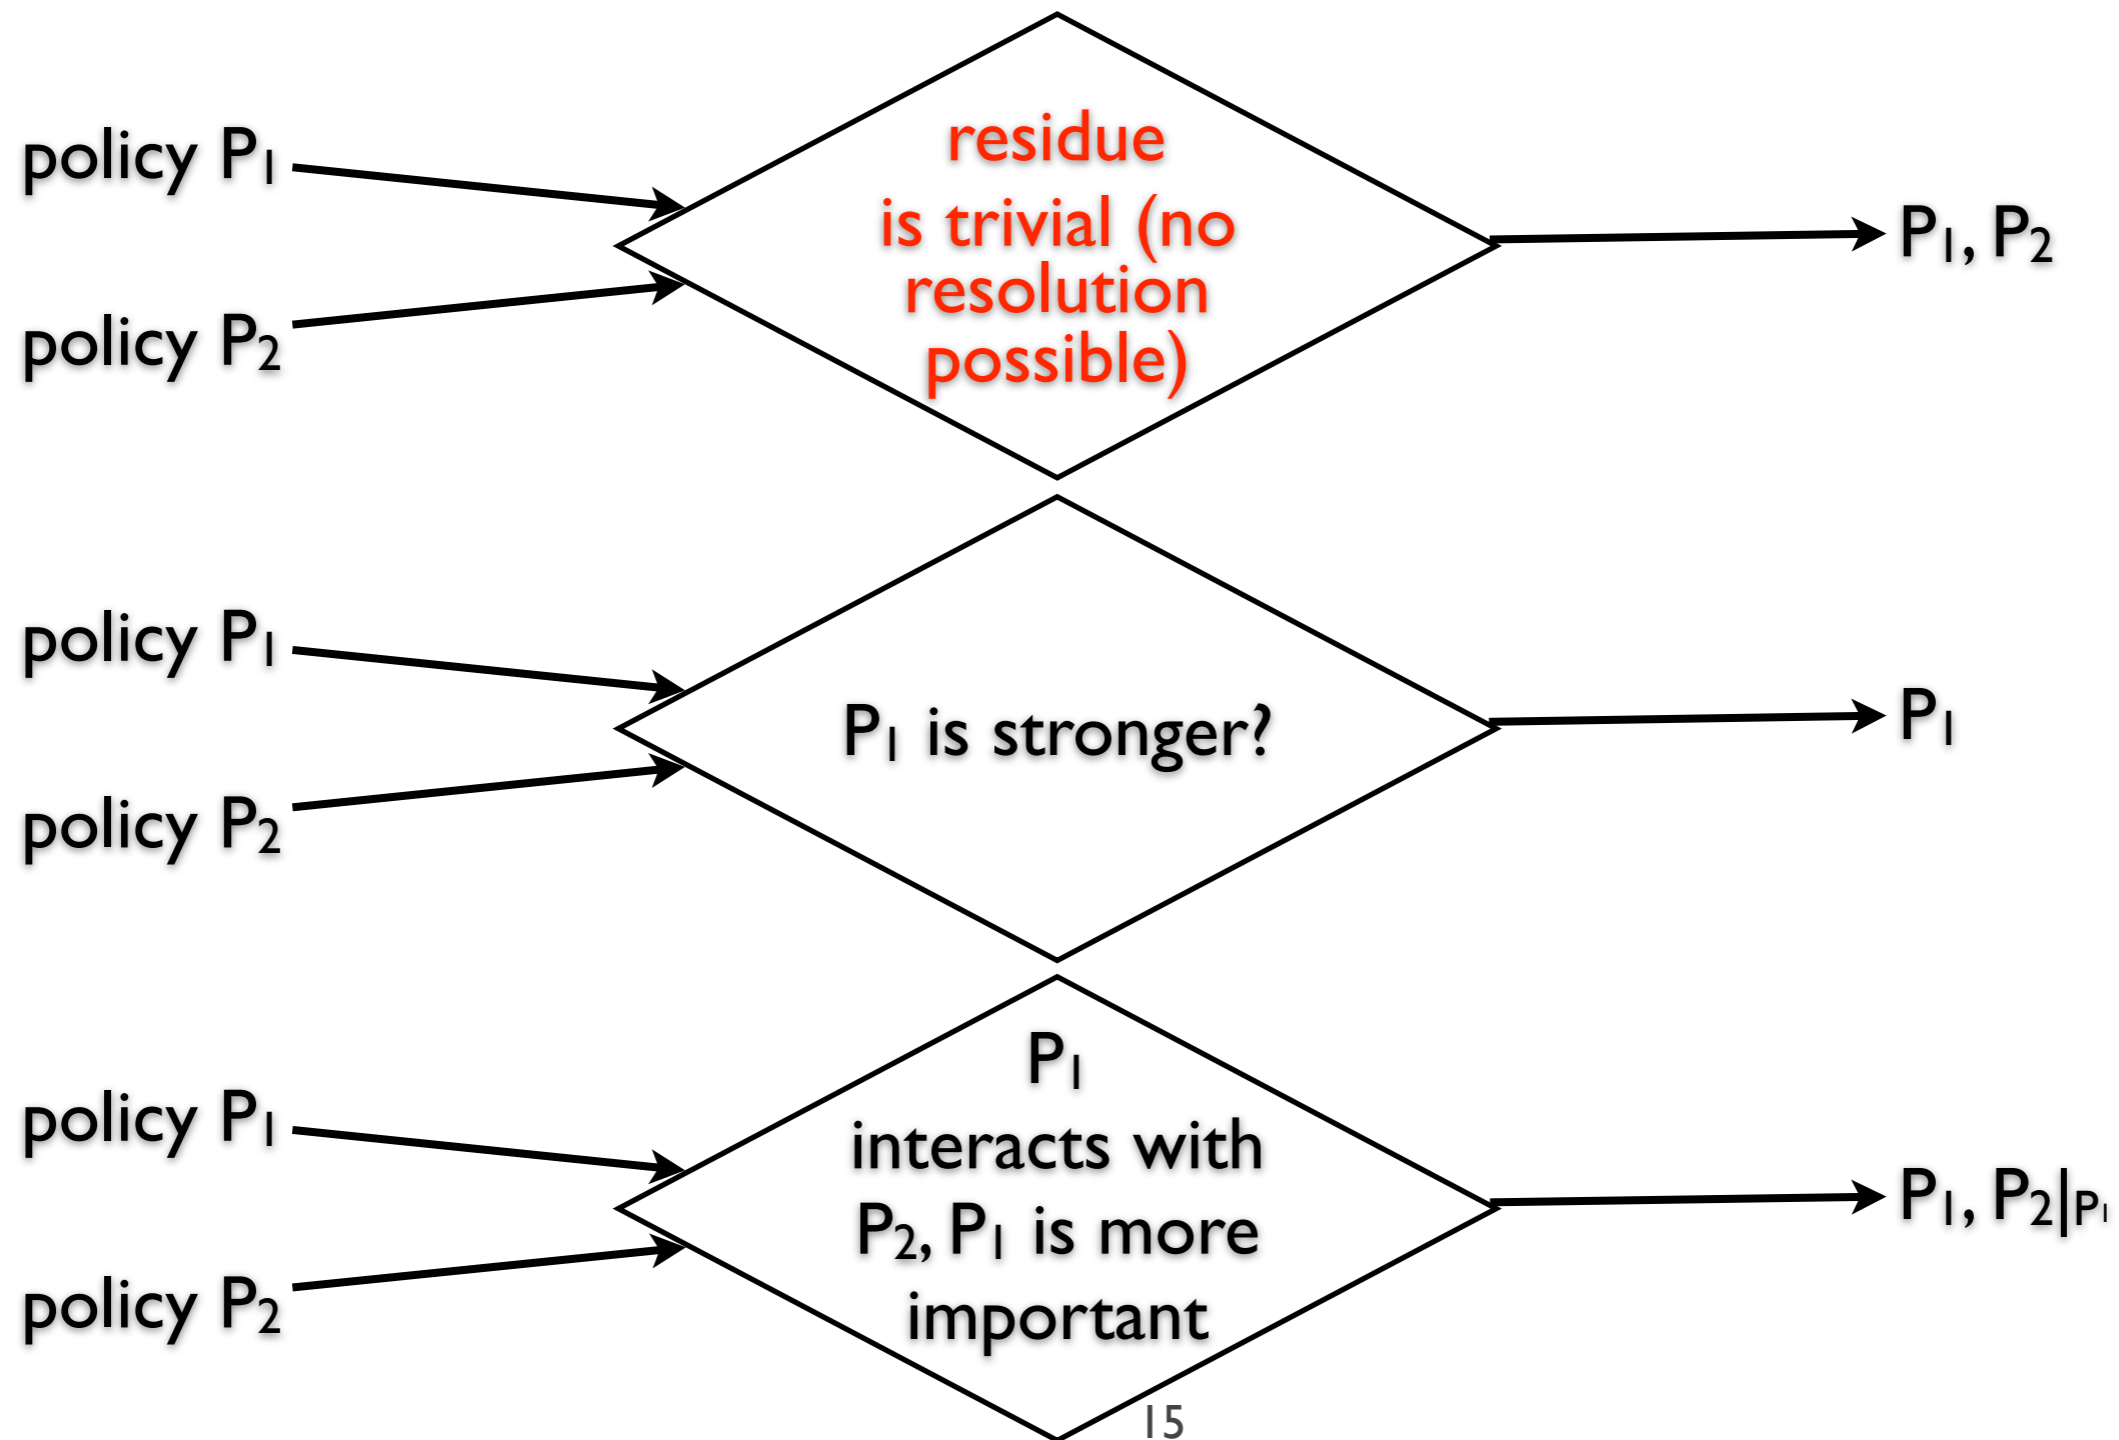 policy P₁
residue
is trivial (no
resolution
possible)
P₁, P₂
policy P₂
policy P₁
P₁ is stronger?
P₁
policy P₂
policy P₁
P₁
interacts with
P₂, P₁ is more
important
P₁, P₂|P₁
policy P₂
15